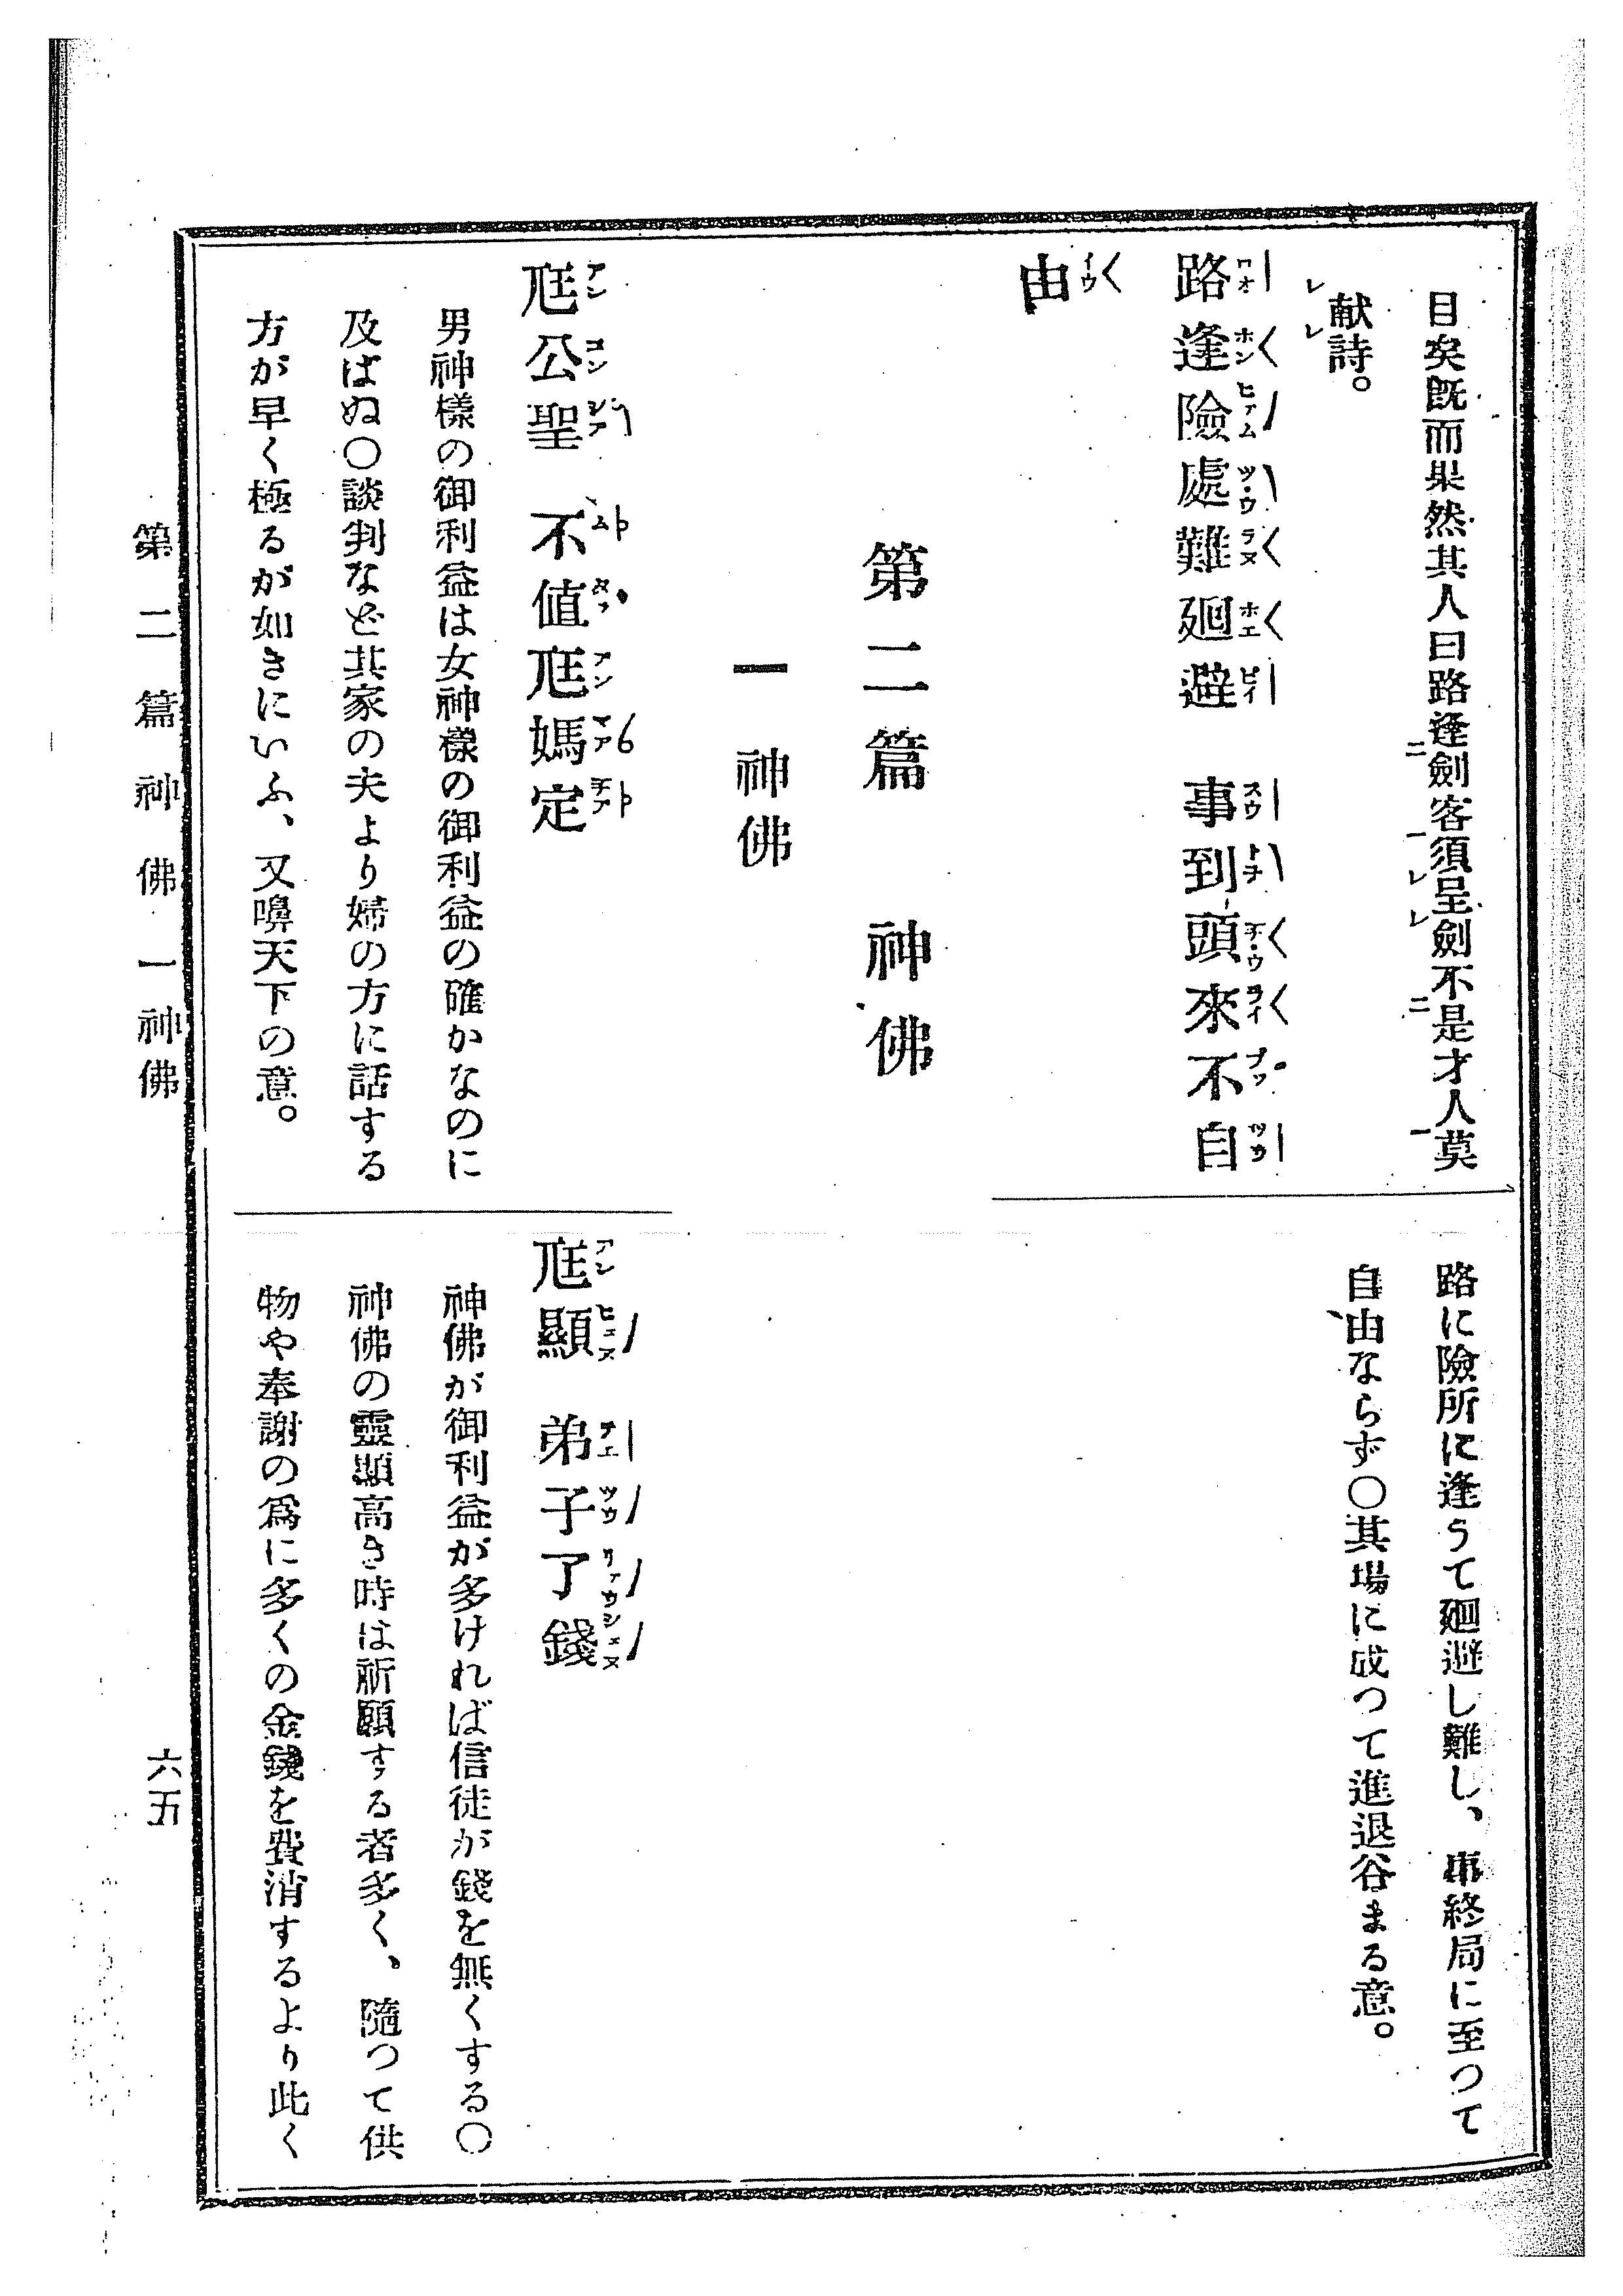 目矣既而果然其人曰路逢劍客須呈劍不是才人莫
献詩。
路逢險處難廻避　事到頭來不自
由
路に險所に逢うて廻避し難し、事終局に至つて
自由ならず〇其場に成つて進退谷まる意。
第二篇　神佛
一　神佛
尫公聖　不值尫媽定
男神樣の御利益は女神樣の御利益の確かなのに
及ばぬ〇談判など其家の夫より婦の方に話する
方が早く極るが如きにいふ、又嚊天下の意。
尫顯　弟子了錢
神佛が御利益が多ければ信徒が錢を無くする〇
神佛の靈顯高き時は祈願する者多く、隨つて供
物や奉謝の爲に多くの金錢を費消するより此く
第二篇　神佛　一　神佛
六五